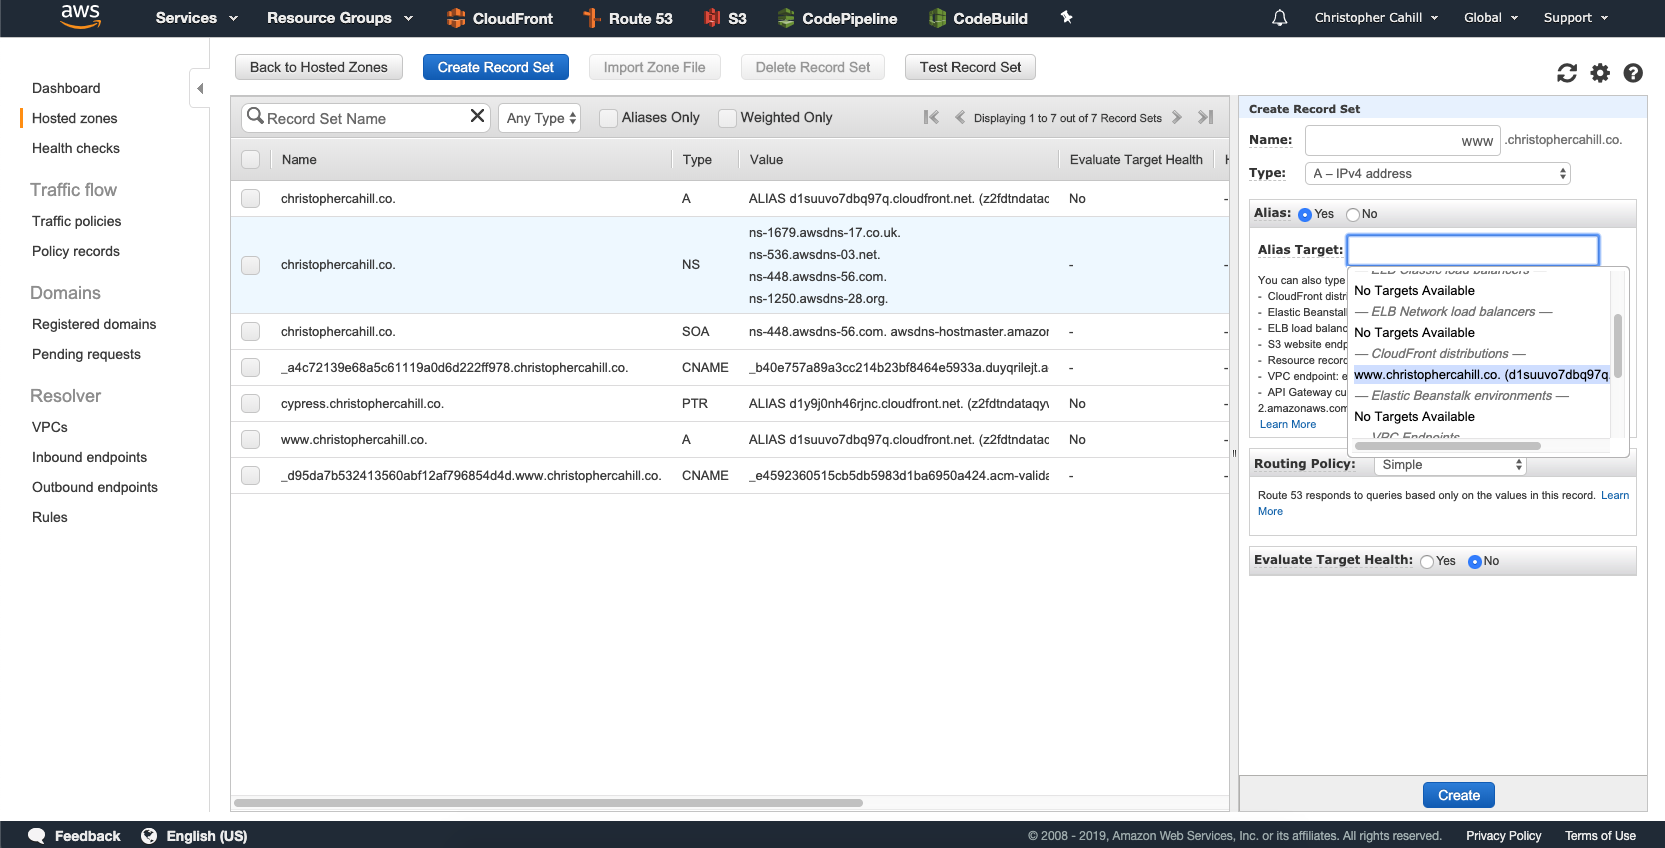 aws
Services
Resource Groups
CloudFront
Route 53
S3
CodePipeline
CodeBuild
Christopher Cahill
Global
Support
Dashboard
Hosted zones
Health checks
Traffic flow
Traffic policies
Policy records
Domains
Registered domains
Pending requests
Resolver
VPCs
Inbound endpoints
Outbound endpoints
Rules
Back to Hosted Zones
Create Record Set
Import Zone File
Delete Record Set
Test Record Set
Record Set Name
Any Type
Aliases Only
Weighted Only
Displaying 1 to 7 out of 7 Record Sets
Name Type Value Evaluate Target Health
christophercahill.co. A ALIAS d1suuvo7dbq97q.cloudfront.net. (z2fdtndatac No -
christophercahill.co. NS
ns-1679.awsdns-17.co.uk.
ns-536.awsdns-03.net.
ns-448.awsdns-56.com.
ns-1250.awsdns-28.org.
- -
christophercahill.co. SOA ns-448.awsdns-56.com. awsdns-hostmaster.amazor - -
_a4c72139e68a5c61119a0d6d222ff978.christophercahill.co. CNAME _b40e757a89a3cc214b23bf8464e5933a.duyqrilejt.a - -
cypress.christophercahill.co. PTR ALIAS d1y9j0nh46rjnc.cloudfront.net. (z2fdtndataqyv No -
www.christophercahill.co. A ALIAS d1suuvo7dbq97q.cloudfront.net. (z2fdtndatac No -
_d95da7b532413560abf12af796854d4d.www.christophercahill.co. CNAME _e4592360515cb5db5983d1ba6950a424.acm-valida - -
Create Record Set
Name: www .christophercahill.co.
Type: A – IPv4 address
Alias: Yes No
Alias Target:
You can also type
- CloudFront distri
- Elastic Beanstal
- ELB load balanc
- S3 website endp
- Resource record
- VPC endpoint: e
- API Gateway cu
2.amazonaws.com
Learn More
— ELB Classic load balancers —
No Targets Available
— ELB Network load balancers —
No Targets Available
— CloudFront distributions —
www.christophercahill.co. (d1suuvo7dbq97q
— Elastic Beanstalk environments —
No Targets Available
— VPC Endpoints
Routing Policy: Simple
Route 53 responds to queries based only on the values in this record. Learn
More
Evaluate Target Health: Yes No
Create
Feedback
English (US)
© 2008 - 2019, Amazon Web Services, Inc. or its affiliates. All rights reserved.
Privacy Policy
Terms of Use